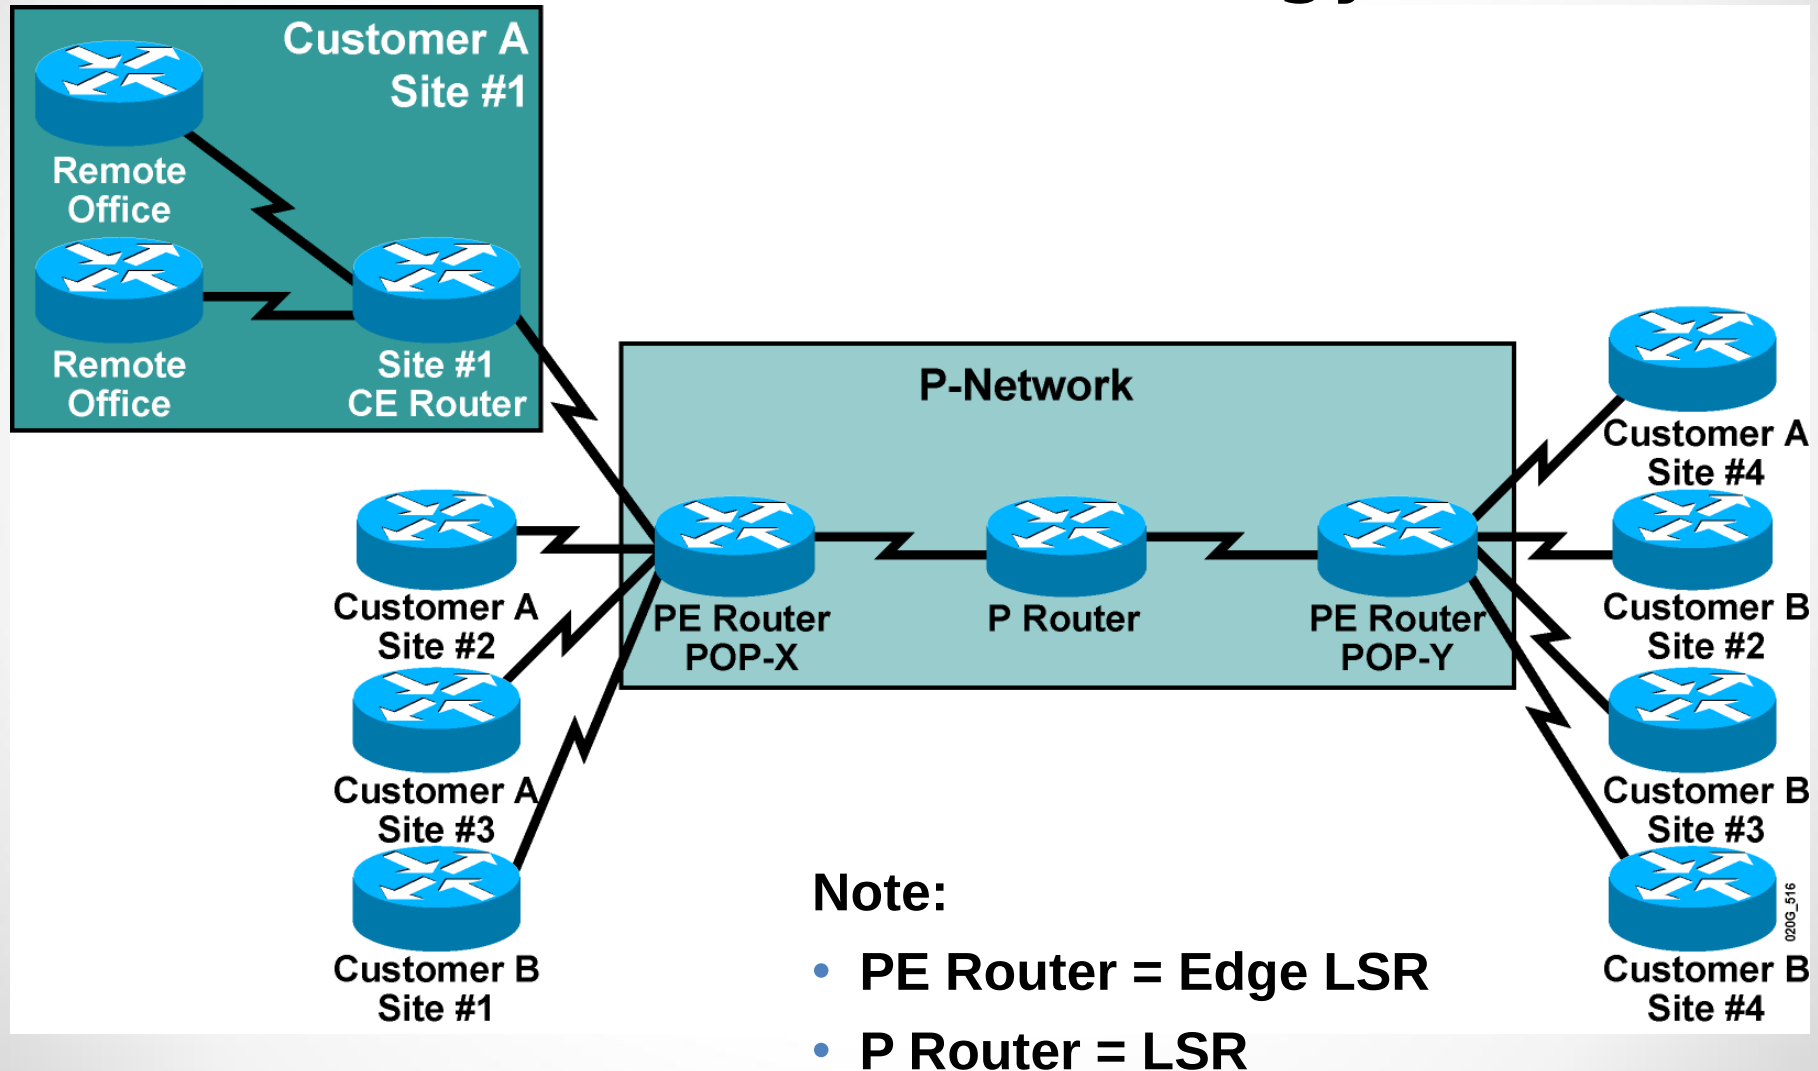 Customer A
Site #1
Remote
Office
Remote
Office
Site #1
CE Router
P-Network
Customer A
Site #2
Customer A
Site #3
Customer B
Site #1
PE Router
POP-X
P Router
PE Router
POP-Y
Customer A
Site #4
Customer B
Site #2
Customer B
Site #3
Customer B
Site #4
020G_516
Note:
• PE Router = Edge LSR
• P Router = LSR